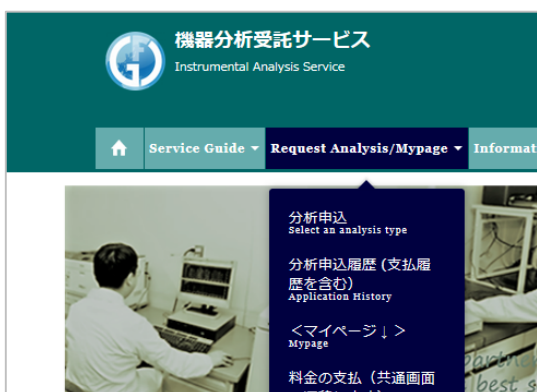 機器分析受託サービス
Instrumental Analysis Service
Service Guide
Request Analysis/Mypage
Informat
分析申込
Select an analysis type
分析申込履歴 (支払履
歴を含む)
Application History
<マイページ↓>
Mypage
料金の支払（共通画面
best s